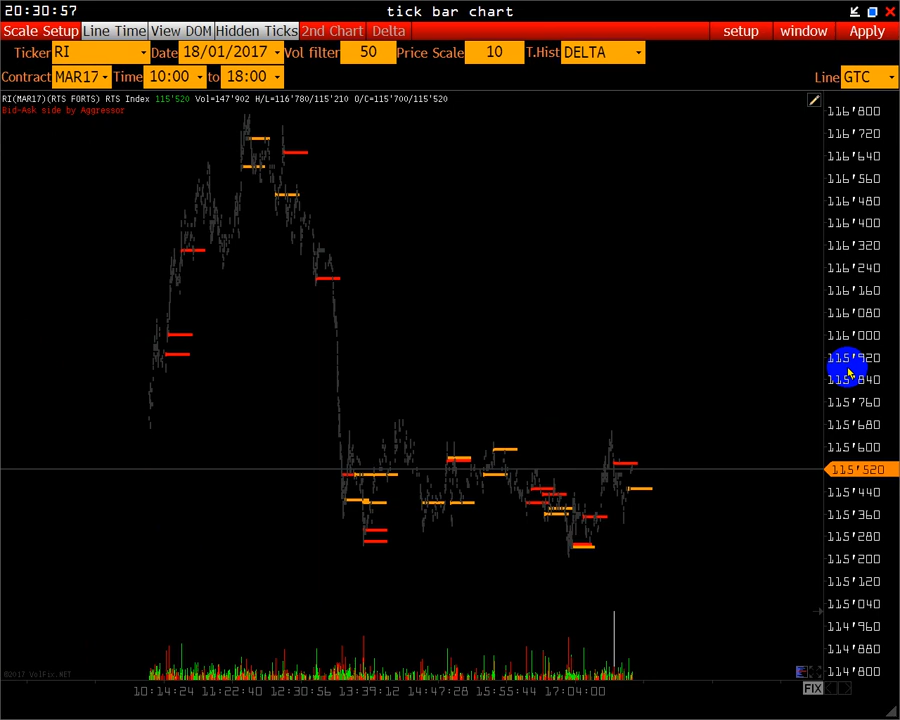 20:30:57 tick bar chart
Scale Setup Line Time View DOM Hidden Ticks 2nd Chart Delta setup window Apply
Ticker RI Date 18/01/2017 Vol filter 50 Price Scale 10 T.Hist DELTA
Contract MAR17 Time 10:00 to 18:00 Line GTC
RI(MAR17)(RTS FORTS) RTS Index 115'520 Vol=147'902 H/L=116'780/115'210 O/C=115'700/115'520
Bid-Ask side by Aggressor
116'800
116'720
116'640
116'560
116'480
116'400
116'320
116'240
116'160
116'080
116'000
115'920
115'840
115'760
115'680
115'600
115'520
115'440
115'360
115'280
115'200
115'120
115'040
114'960
114'880
114'800
©2017 VolFix.NET
10:14:24 11:22:40 12:30:56 13:39:12 14:47:28 15:55:44 17:04:00
FIX